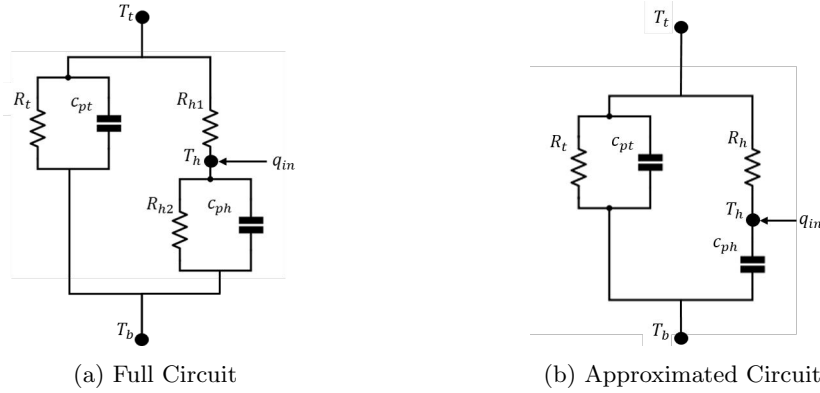 T_t
R_t
c_pt
R_h1
T_h
q_in
R_h2
c_ph
T_b
(a) Full Circuit
T_t
R_t
c_pt
R_h
T_h
q_in
c_ph
T_b
(b) Approximated Circuit